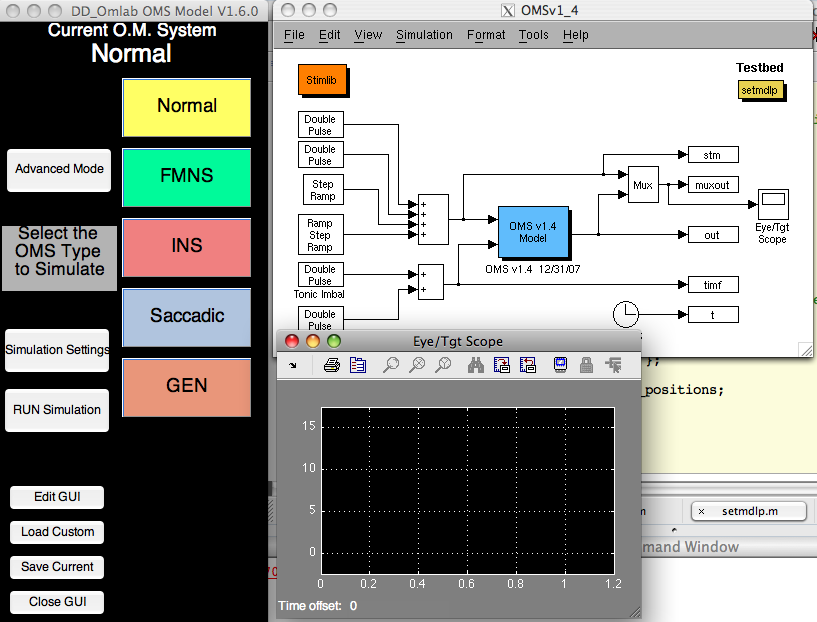 DD_Omlab OMS Model V1.6.0
Current O.M. System
Normal
Normal
Advanced Mode
FMNS
Select the
OMS Type
to Simulate
INS
Saccadic
Simulation Settings
GEN
RUN Simulation
Edit GUI
Load Custom
Save Current
Close GUI
X OMSv1_4
File Edit View Simulation Format Tools Help
Stimlib
Testbed
setmdlp
Double
Pulse
Double
Pulse
Step
Ramp
Ramp
Step
Ramp
Double
Pulse
Tonic Imbal
Double
Pulse
+
+
+
+
+
+
OMS v1.4
Model
OMS v1.4 12/31/07
Mux
stm
muxout
Eye/Tgt
Scope
out
timf
t
Eye/Tgt Scope
15
10
5
0
0 0.2 0.4 0.6 0.8 1 1.2
Time offset: 0
};
_positions;
m
× setmdlp.m
mand Window